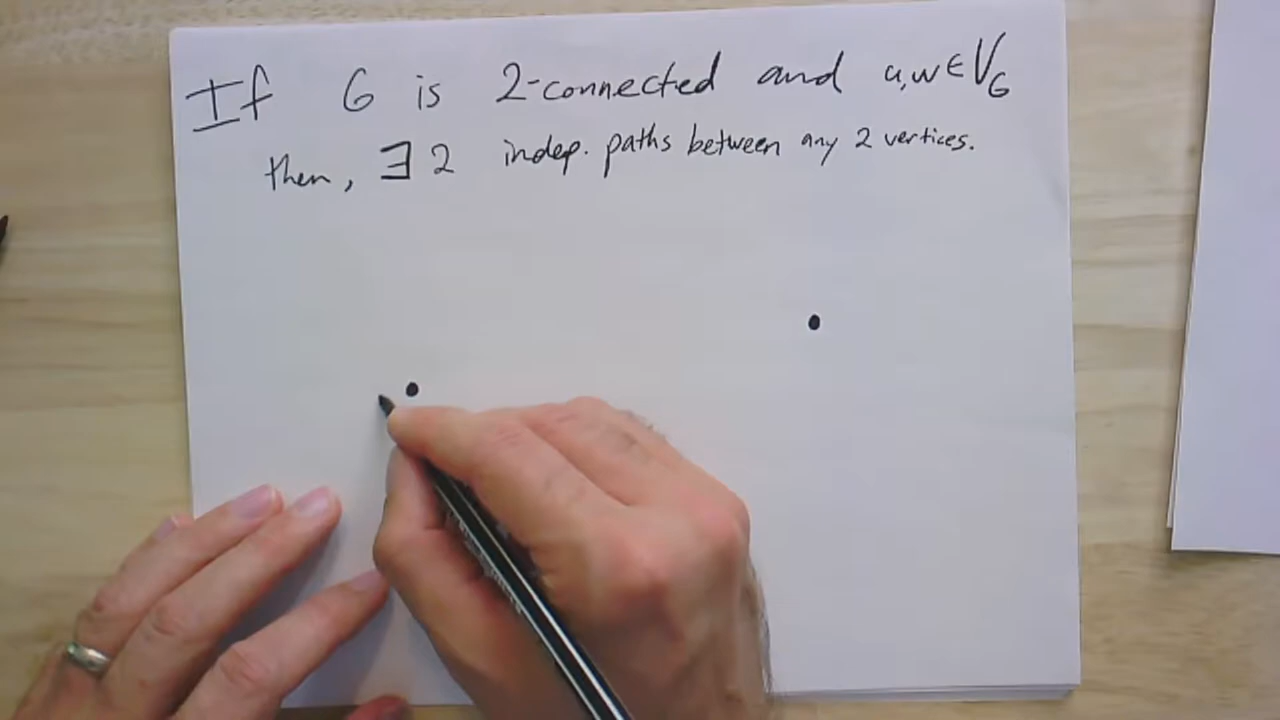 If G is 2-connected and u,w ∈ V_G
then, ∃ 2 indep. paths between any 2 vertices.